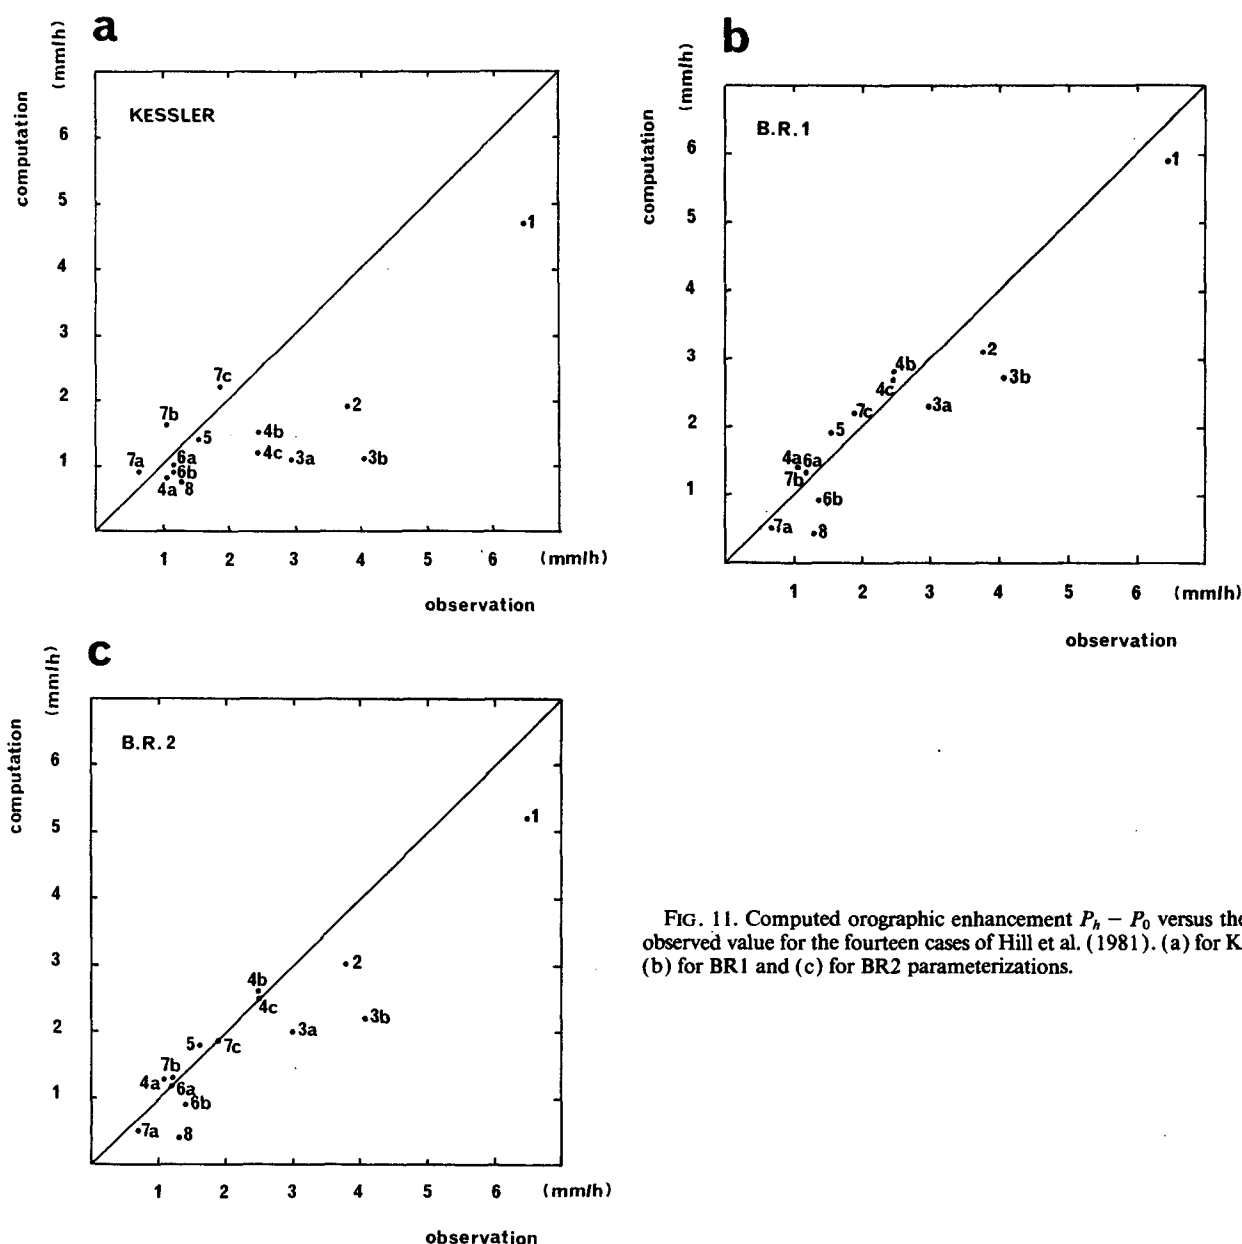 a
(mm/h)
computation
KESSLER
6
5
4
3
2
1
1
7c
7b
2
5
4b
4c
3a
3b
7a
6a
6b
4a
8
1 2 3 4 5 6 (mm/h)
observation
b
(mm/h)
computation
B.R.1
6
5
4
3
2
1
1
2
3b
4b
4c
3a
7c
5
4a
6a
7b
6b
7a
8
1 2 3 4 5 6 (mm/h)
observation
c
(mm/h)
computation
B.R.2
6
5
4
3
2
1
1
2
4b
4c
3a
3b
5
7c
7b
4a
6a
6b
7a
8
1 2 3 4 5 6 (mm/h)
observation
FIG. 11. Computed orographic enhancement Pₕ − P₀ versus the
observed value for the fourteen cases of Hill et al. (1981). (a) for K,
(b) for BR1 and (c) for BR2 parameterizations.